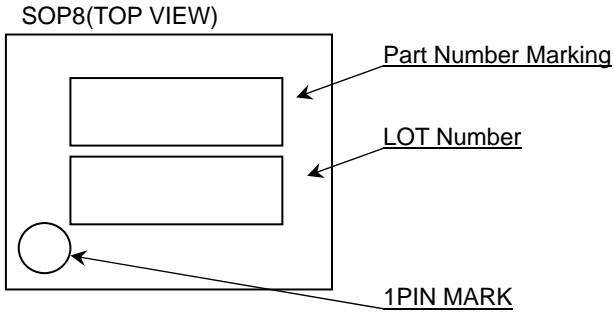 SOP8(TOP VIEW)
Part Number Marking
LOT Number
1PIN MARK